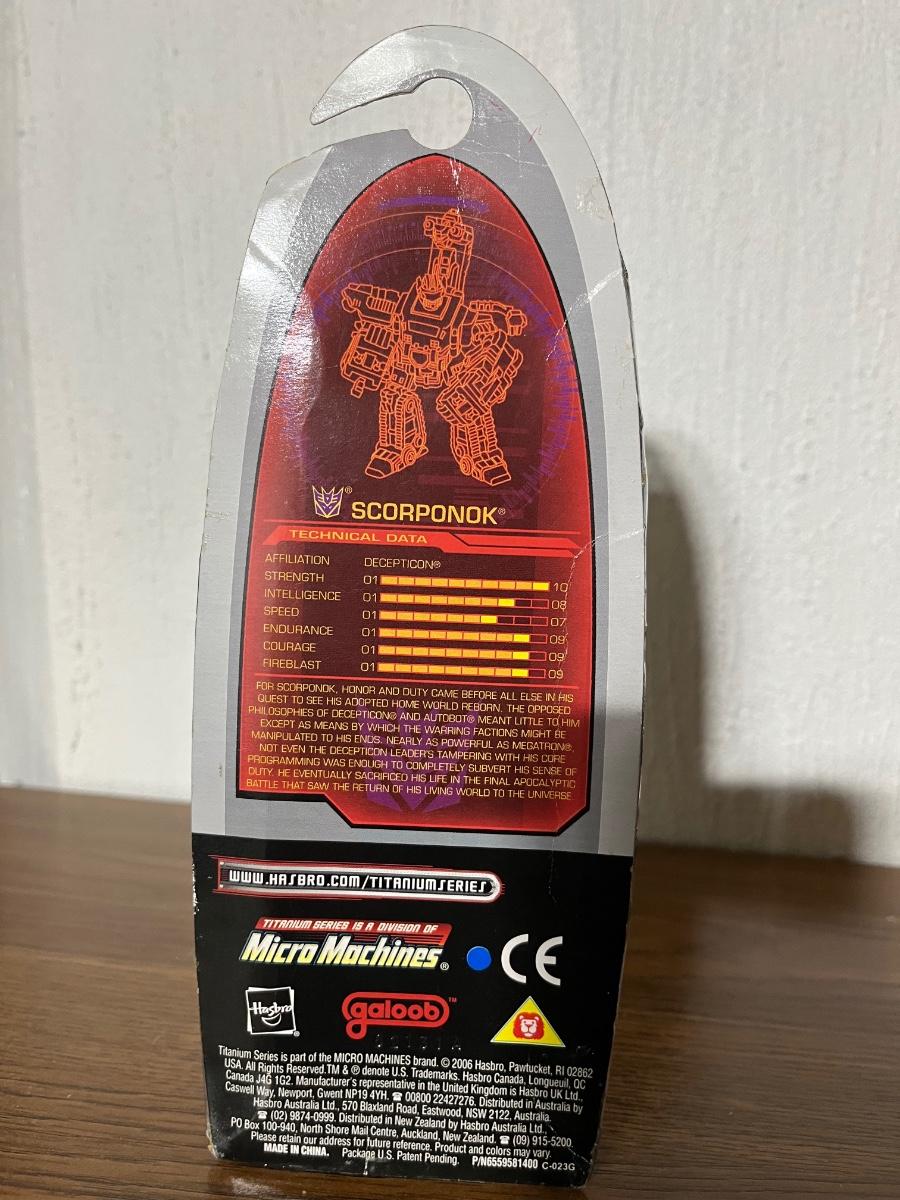 SCORPONOK®
TECHNICAL DATA
AFFILIATION DECEPTICON®
STRENGTH 01 10
INTELLIGENCE 01 08
SPEED 01 07
ENDURANCE 01 09
COURAGE 01 09
FIREBLAST 01 09
FOR SCORPONOK, HONOR AND DUTY CAME BEFORE ALL ELSE IN HIS
QUEST TO SEE HIS ADOPTED HOME WORLD REBORN. THE OPPOSED
PHILOSOPHIES OF DECEPTICON® AND AUTOBOT® MEANT LITTLE TO HIM
EXCEPT AS MEANS BY WHICH THE WARRING FACTIONS MIGHT BE
MANIPULATED TO HIS ENDS. NEARLY AS POWERFUL AS MEGATRON®,
NOT EVEN THE DECEPTICON LEADER'S TAMPERING WITH HIS CORE
PROGRAMMING WAS ENOUGH TO COMPLETELY SUBVERT HIS SENSE OF
DUTY. HE EVENTUALLY SACRIFICED HIS LIFE IN THE FINAL APOCALYPTIC
BATTLE THAT SAW THE RETURN OF HIS LIVING WORLD TO THE UNIVERSE.
WWW.HASBRO.COM/TITANIUMSERIES
TITANIUM SERIES IS A DIVISION OF
Micro Machines®
CE
Hasbro®
galoob™
Titanium Series is part of the MICRO MACHINES brand. © 2006 Hasbro, Pawtucket, RI 02862
USA. All Rights Reserved.TM & ® denote U.S. Trademarks. Hasbro Canada, Longueuil, QC
Canada J4G 1G2. Manufacturer's representative in the United Kingdom is Hasbro UK Ltd.,
Caswell Way, Newport, Gwent NP19 4YH. ☎ 00800 22427276. Distributed in Australia by
Hasbro Australia Ltd., 570 Blaxland Road, Eastwood, NSW 2122. Australia.
☎ (02) 9874-0999. Distributed in New Zealand by Hasbro Australia Ltd.,
PO Box 100-940, North Shore Mail Centre, Auckland, New Zealand. ☎ (09) 915-5200.
Please retain our address for future reference. Product and colors may vary.
MADE IN CHINA. Package U.S. Patent Pending. P/N6559581400 C-023G